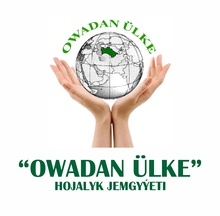 OWADAN ÜLKE
“OWADAN ÜLKE”
HOJALYK JEMGYÝETI